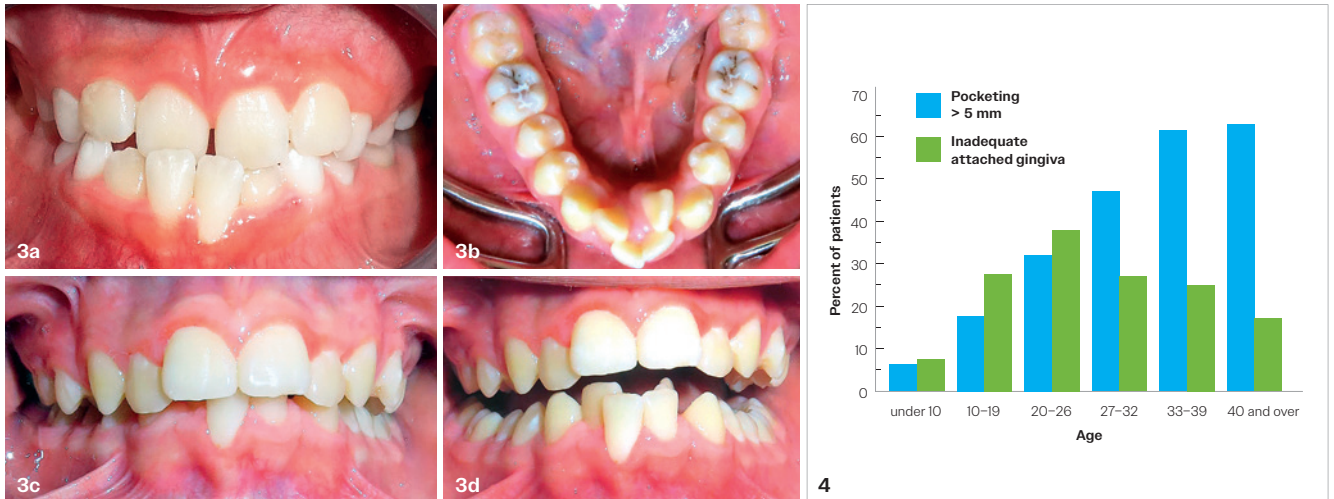 3a
3b
3c
3d
Pocketing
> 5 mm
Inadequate
attached gingiva
Percent of patients
70
60
50
40
30
20
10
0
under 10
10–19
20–26
27–32
33–39
40 and over
Age
4